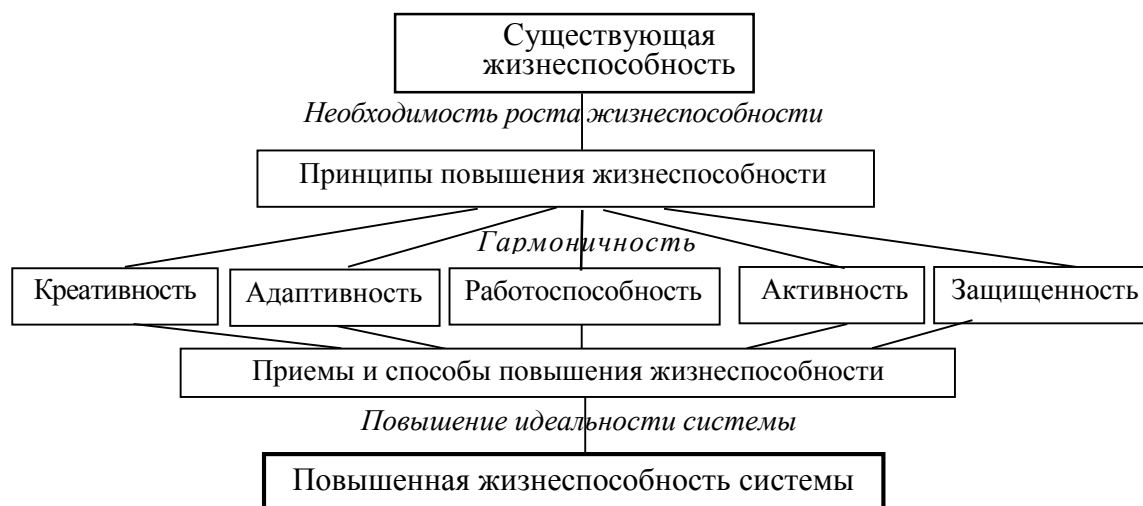 Существующая
жизнеспособность
Необходимость роста жизнеспособности
Принципы повышения жизнеспособности
Гармоничность
Креативность
Адаптивность
Работоспособность
Активность
Защищенность
Приемы и способы повышения жизнеспособности
Повышение идеальности системы
Повышенная жизнеспособность системы